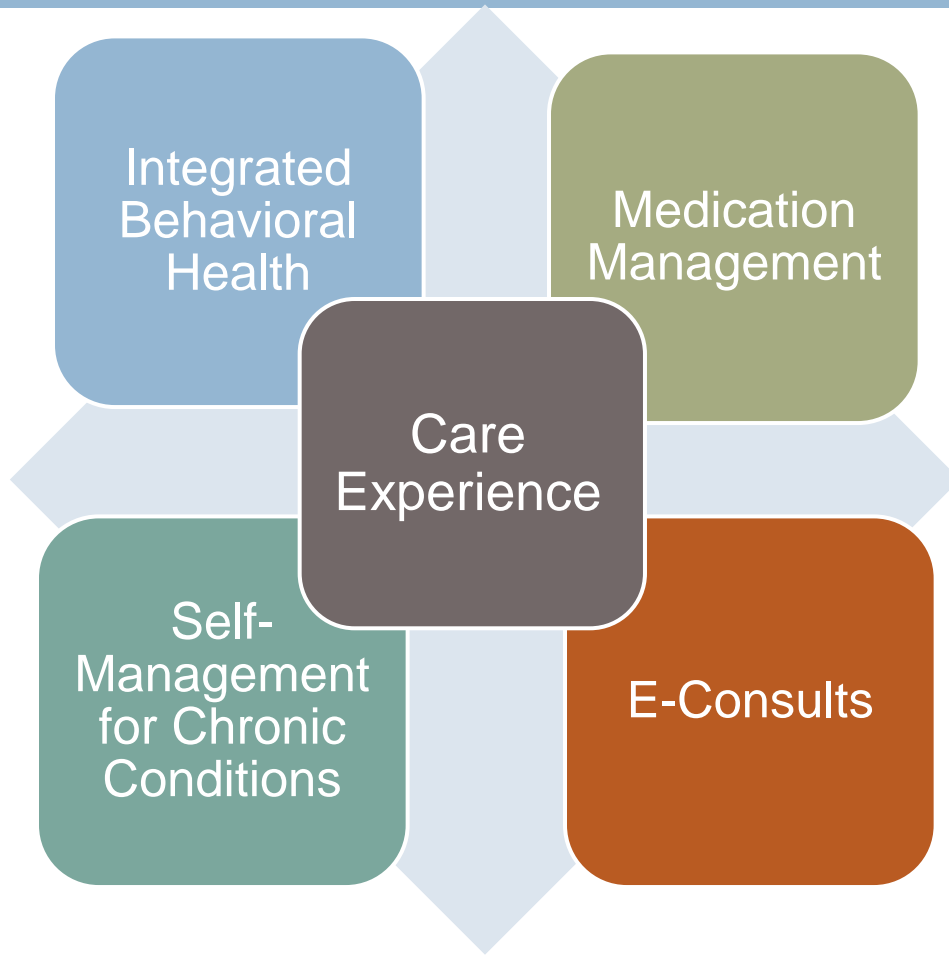 Integrated
Behavioral
Health
Medication
Management
Care
Experience
Self-
Management
for Chronic
Conditions
E-Consults